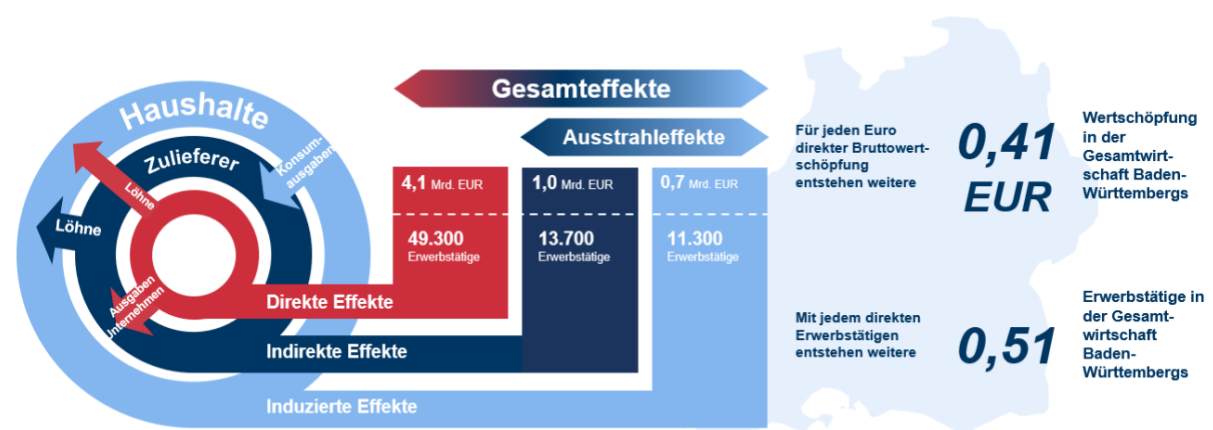 Haushalte
Zulieferer
Konsum-
ausgaben
Löhne
Löhne
Ausgaben
Unternehmen
Direkte Effekte
Indirekte Effekte
Induzierte Effekte
Gesamteffekte
Ausstrahleffekte
4,1 Mrd. EUR
49.300
Erwerbstätige
1,0 Mrd. EUR
13.700
Erwerbstätige
0,7 Mrd. EUR
11.300
Erwerbstätige
Für jeden Euro
direkter Bruttowert-
schöpfung
entstehen weitere
0,41
EUR
Wertschöpfung
in der
Gesamtwirt-
schaft Baden-
Württembergs
Mit jedem direkten
Erwerbstätigen
entstehen weitere
0,51
Erwerbstätige in
der Gesamt-
wirtschaft
Baden-
Württembergs